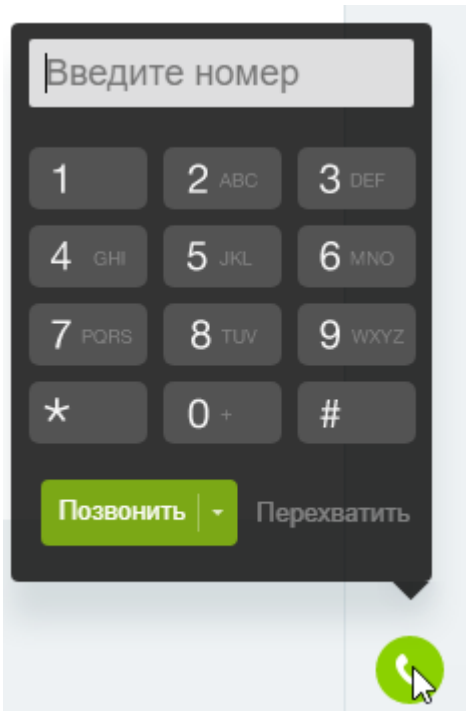 Введите номер
1 2 ABC 3 DEF
4 GHI 5 JKL 6 MNO
7 PQRS 8 TUV 9 WXYZ
* 0 + #
Позвонить Перехватить